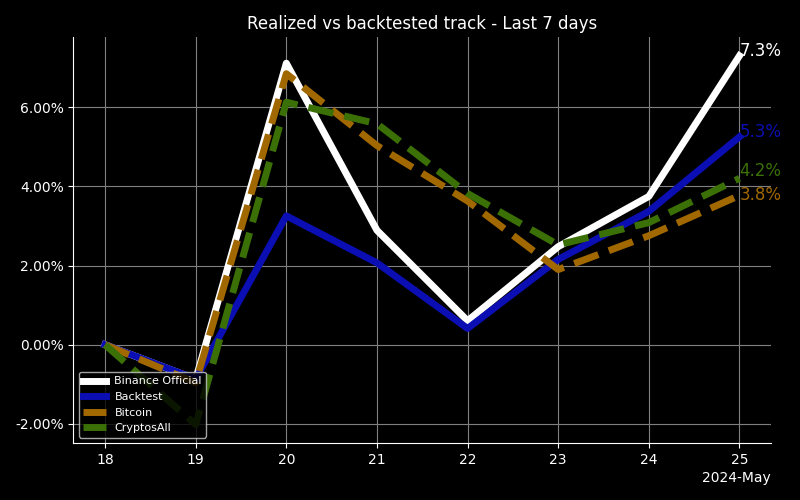 Realized vs backtested track - Last 7 days
7.3%
6.00%
5.3%
4.00%
4.2%
3.8%
2.00%
0.00%
-2.00%
Binance Official
Backtest
Bitcoin
CryptosAll
18 19 20 21 22 23 24 25
2024-May